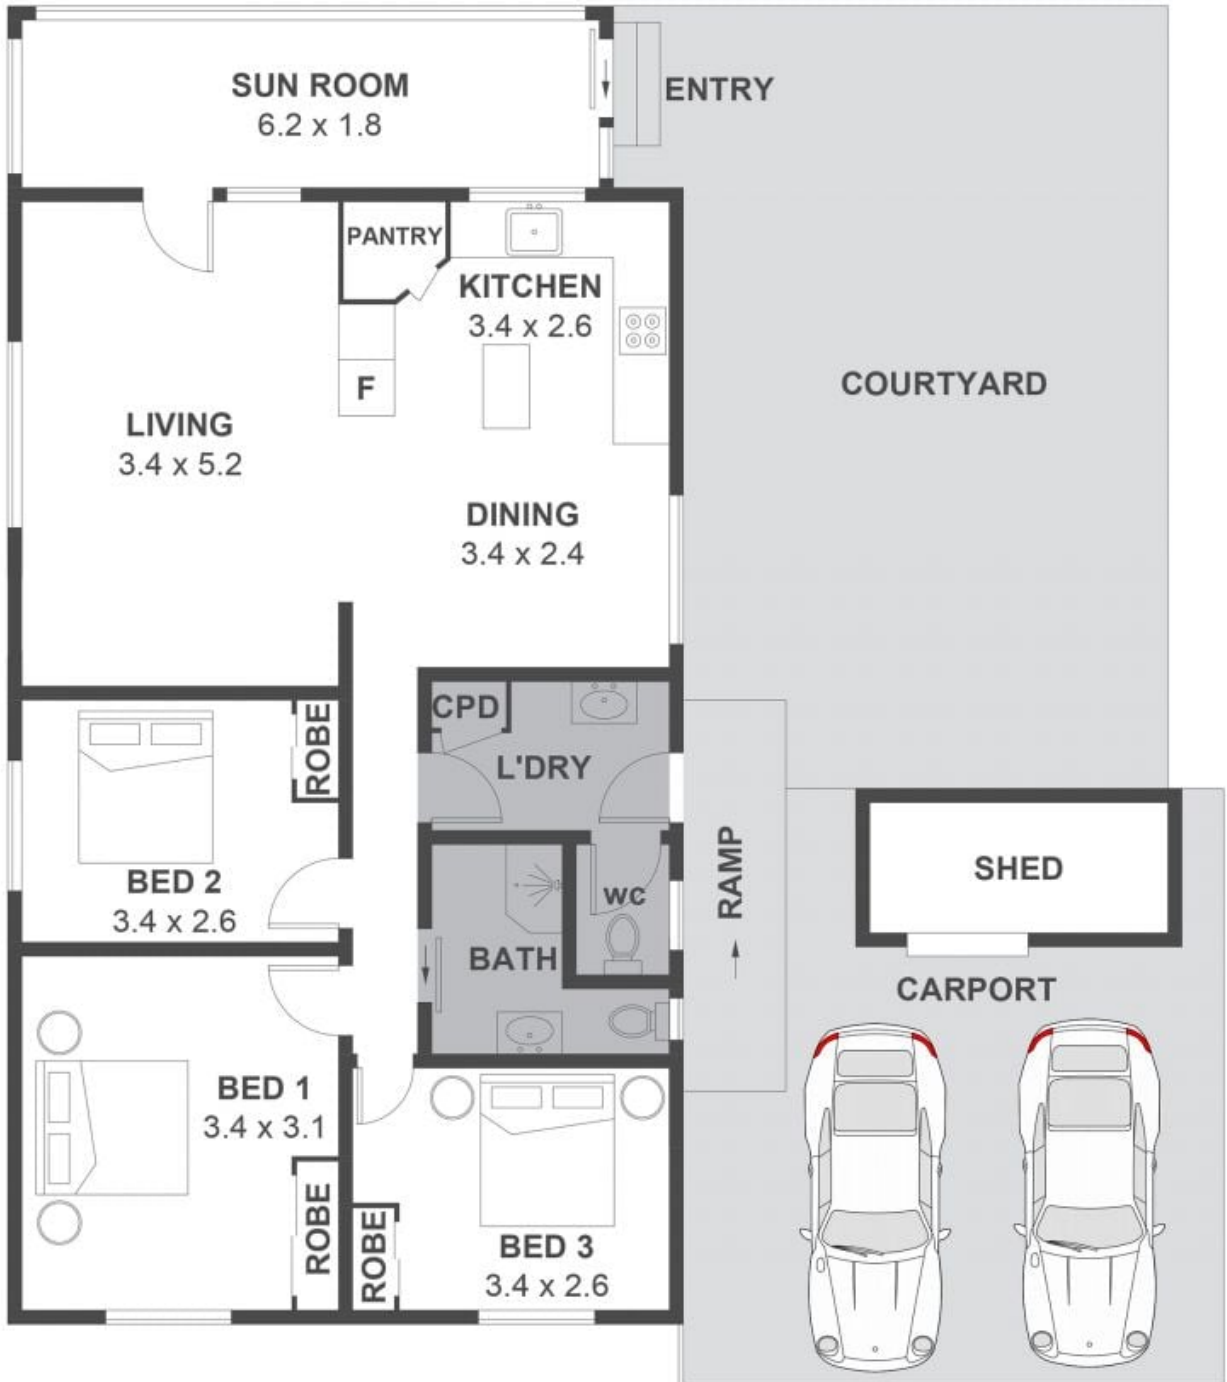 SUN ROOM
6.2 x 1.8
ENTRY
PANTRY
KITCHEN
3.4 x 2.6
F
COURTYARD
LIVING
3.4 x 5.2
DINING
3.4 x 2.4
CPD
ROBE
L'DRY
RAMP
SHED
BED 2
3.4 x 2.6
WC
BATH
CARPORT
BED 1
3.4 x 3.1
ROBE
ROBE
BED 3
3.4 x 2.6